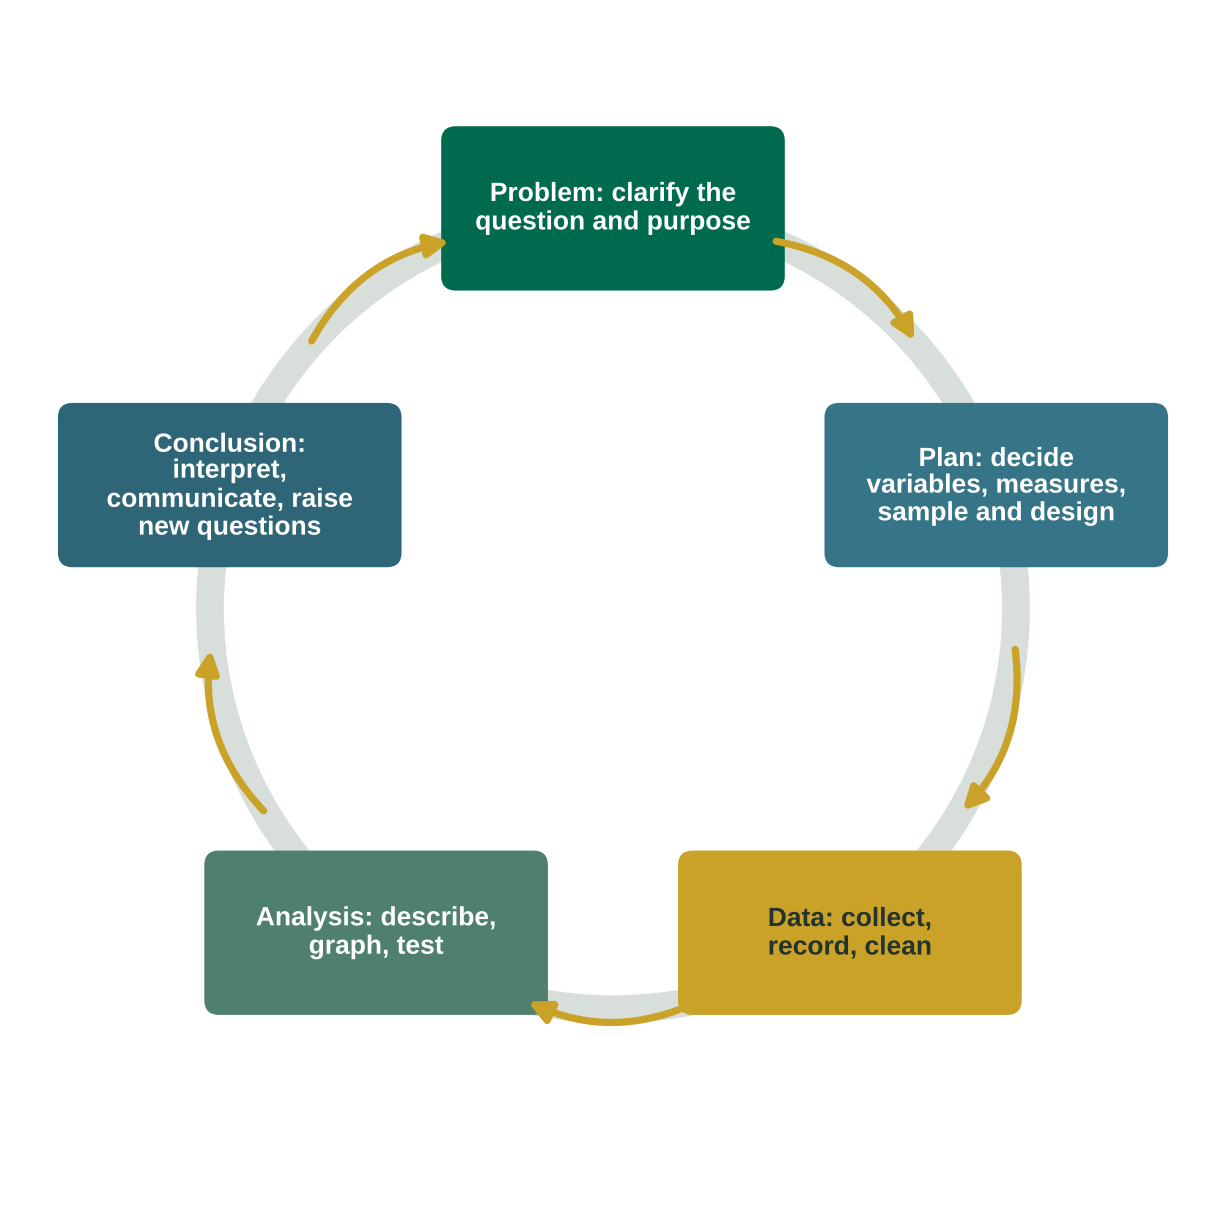 Problem: clarify the
question and purpose
Plan: decide
variables, measures,
sample and design
Data: collect,
record, clean
Analysis: describe,
graph, test
Conclusion:
interpret,
communicate, raise
new questions